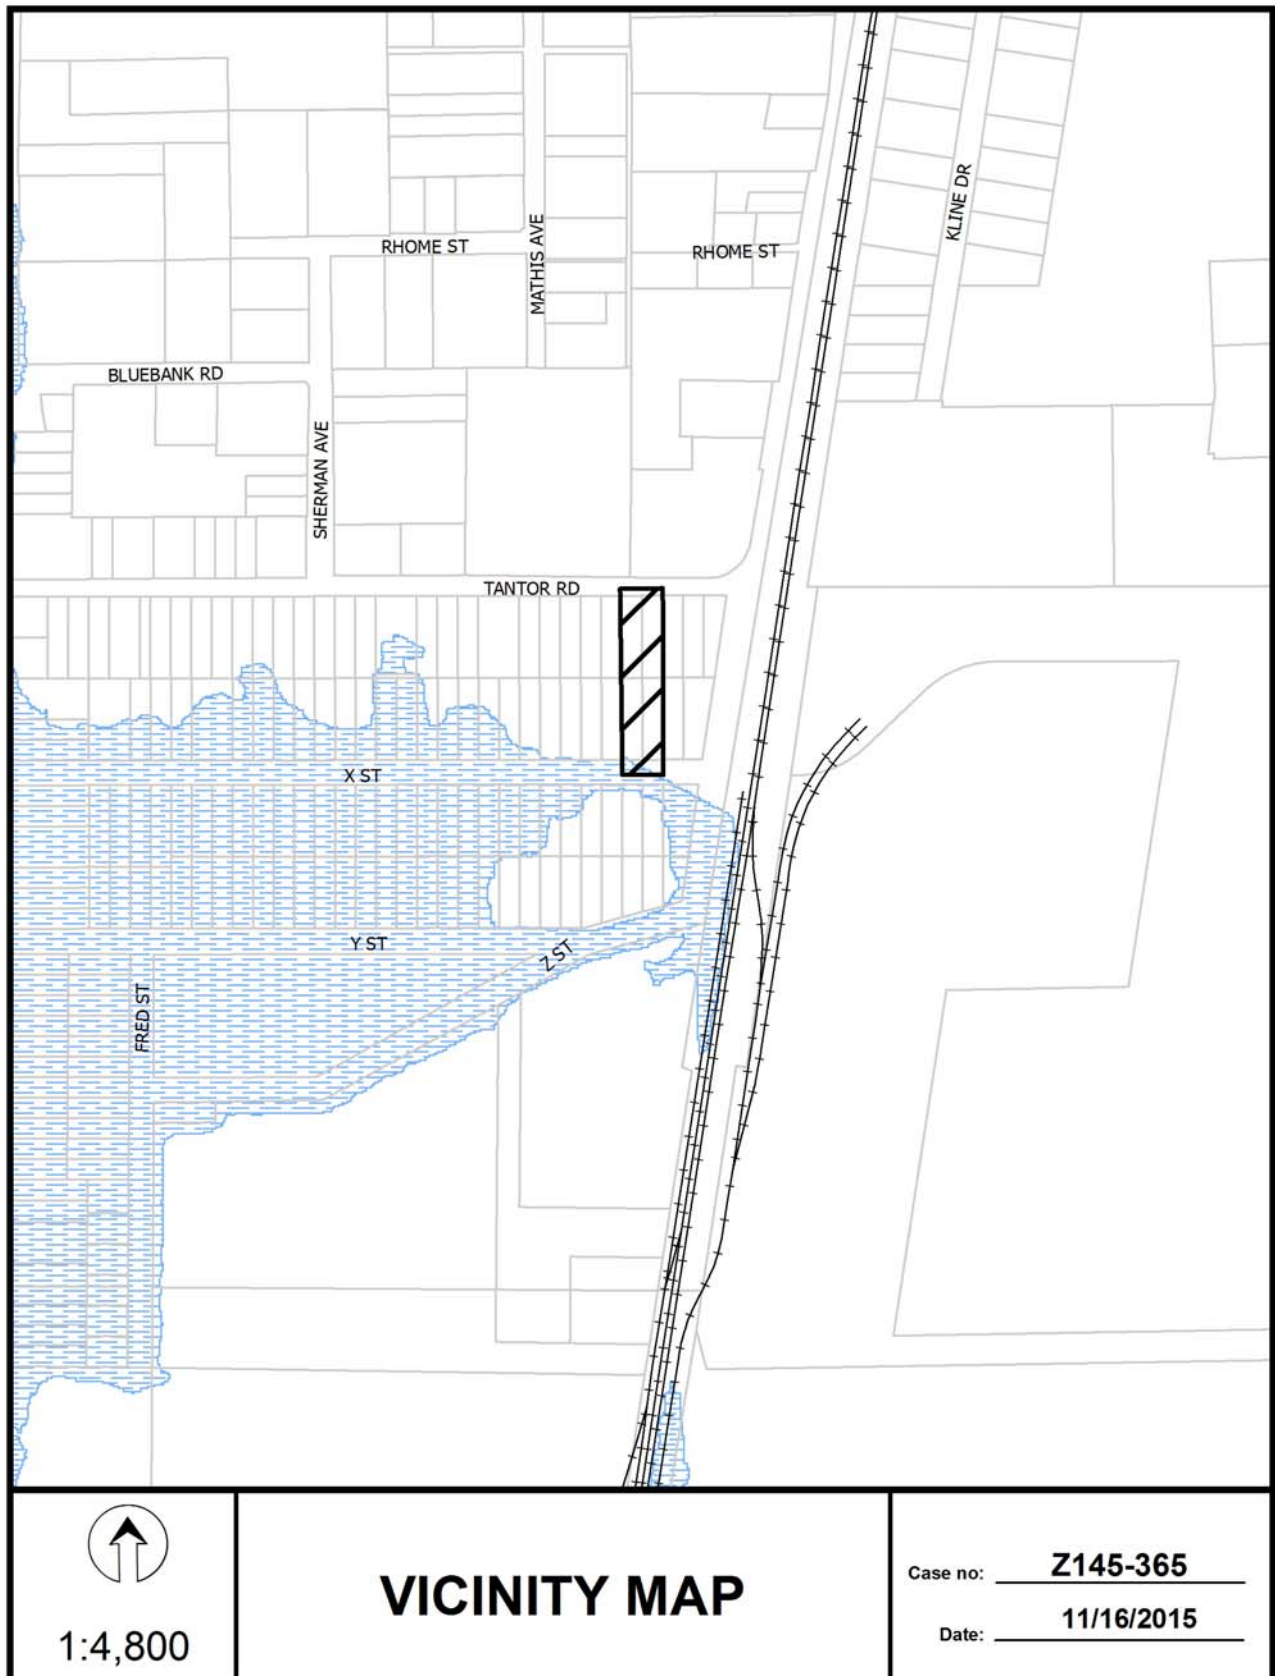 KLINE DR
MATHIS AVE
RHOME ST
RHOME ST
BLUEBANK RD
SHERMAN AVE
TANTOR RD
X ST
Y ST
Z ST
FRED ST
1:4,800
VICINITY MAP
Case no: Z145-365
Date: 11/16/2015